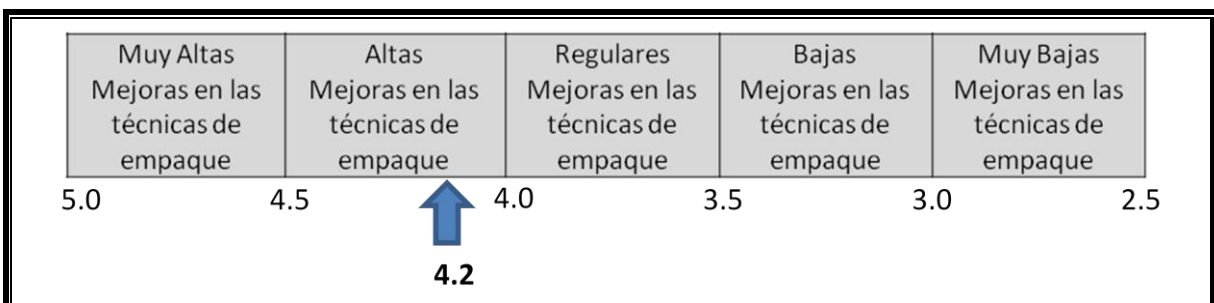 Muy Altas
Mejoras en las
técnicas de
empaque
Altas
Mejoras en las
técnicas de
empaque
Regulares
Mejoras en las
técnicas de
empaque
Bajas
Mejoras en las
técnicas de
empaque
Muy Bajas
Mejoras en las
técnicas de
empaque
5.0 4.5 4.0 3.5 3.0 2.5
4.2